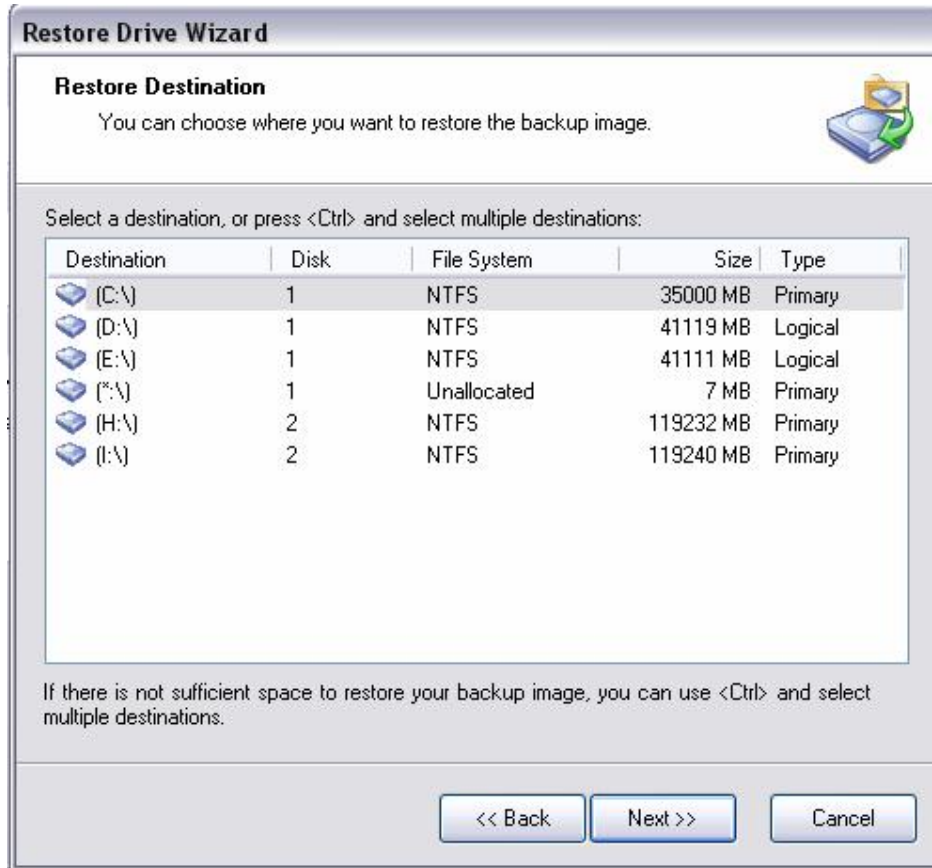 Restore Drive Wizard
Restore Destination
You can choose where you want to restore the backup image.
Select a destination, or press <Ctrl> and select multiple destinations:
Destination Disk File System Size Type
(C:\) 1 NTFS 35000 MB Primary
(D:\) 1 NTFS 41119 MB Logical
(E:\) 1 NTFS 41111 MB Logical
(*:\) 1 Unallocated 7 MB Primary
(H:\) 2 NTFS 119232 MB Primary
(I:\) 2 NTFS 119240 MB Primary
If there is not sufficient space to restore your backup image, you can use <Ctrl> and select
multiple destinations.
<< Back Next >> Cancel